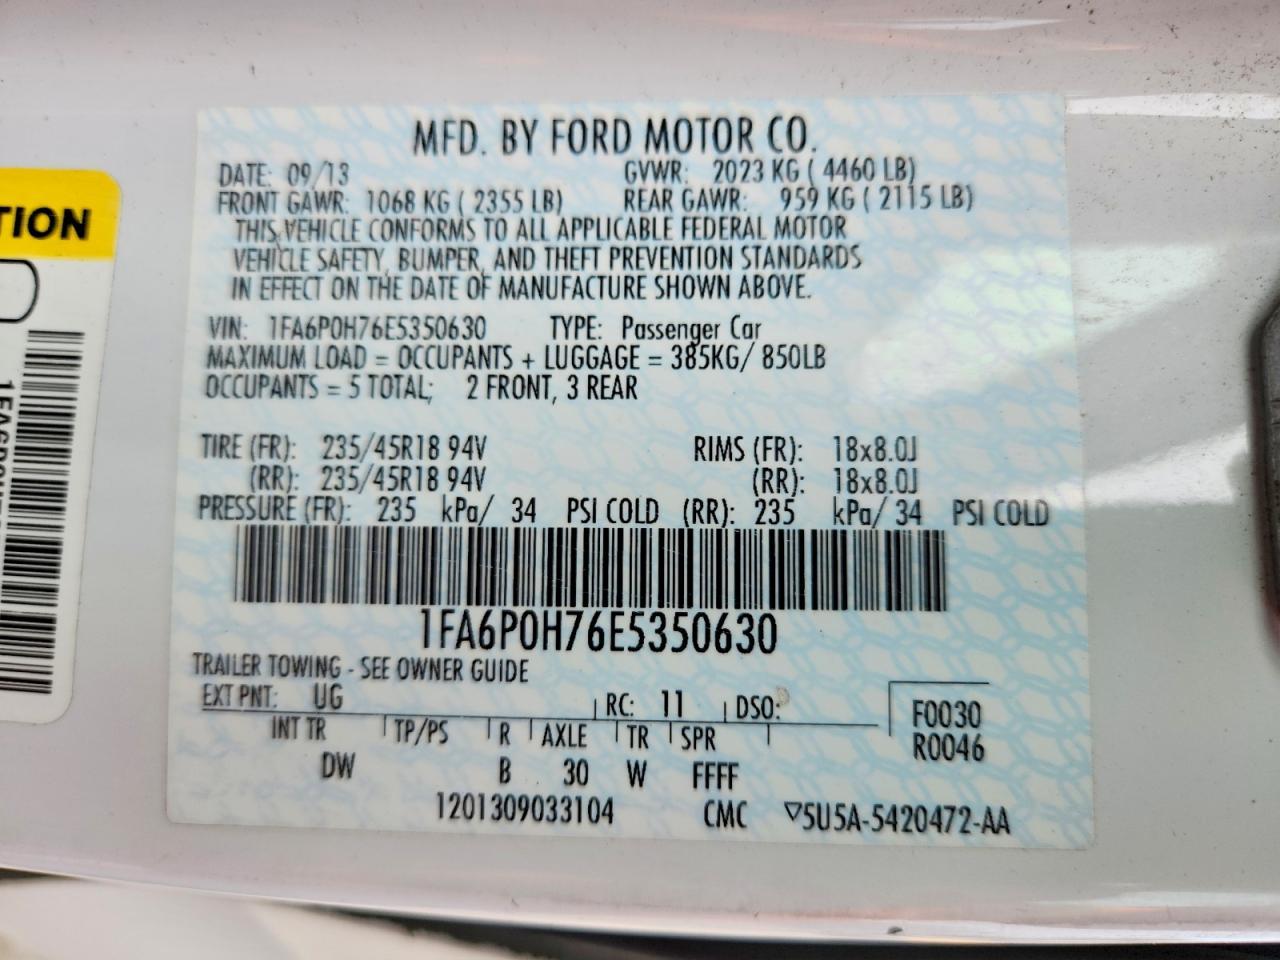 MFD. BY FORD MOTOR CO.
DATE: 09/13 GVWR: 2023 KG ( 4460 LB)
FRONT GAWR: 1068 KG ( 2355 LB) REAR GAWR: 959 KG ( 2115 LB)
THIS VEHICLE CONFORMS TO ALL APPLICABLE FEDERAL MOTOR
VEHICLE SAFETY, BUMPER, AND THEFT PREVENTION STANDARDS
IN EFFECT ON THE DATE OF MANUFACTURE SHOWN ABOVE.
VIN: 1FA6P0H76E5350630 TYPE: Passenger Car
MAXIMUM LOAD = OCCUPANTS + LUGGAGE = 385KG/ 850LB
OCCUPANTS = 5 TOTAL; 2 FRONT, 3 REAR
TIRE (FR): 235/45R18 94V RIMS (FR): 18x8.0J
(RR): 235/45R18 94V (RR): 18x8.0J
PRESSURE (FR): 235 kPa/ 34 PSI COLD (RR): 235 kPa/ 34 PSI COLD
1FA6P0H76E5350630
TRAILER TOWING - SEE OWNER GUIDE
EXT PNT: UG RC: 11 DSO:
F0030
R0046
INT TR TP/PS R AXLE TR SPR
DW B 30 W FFFF
1201309033104 CMC ▽5U5A-5420472-AA
TION